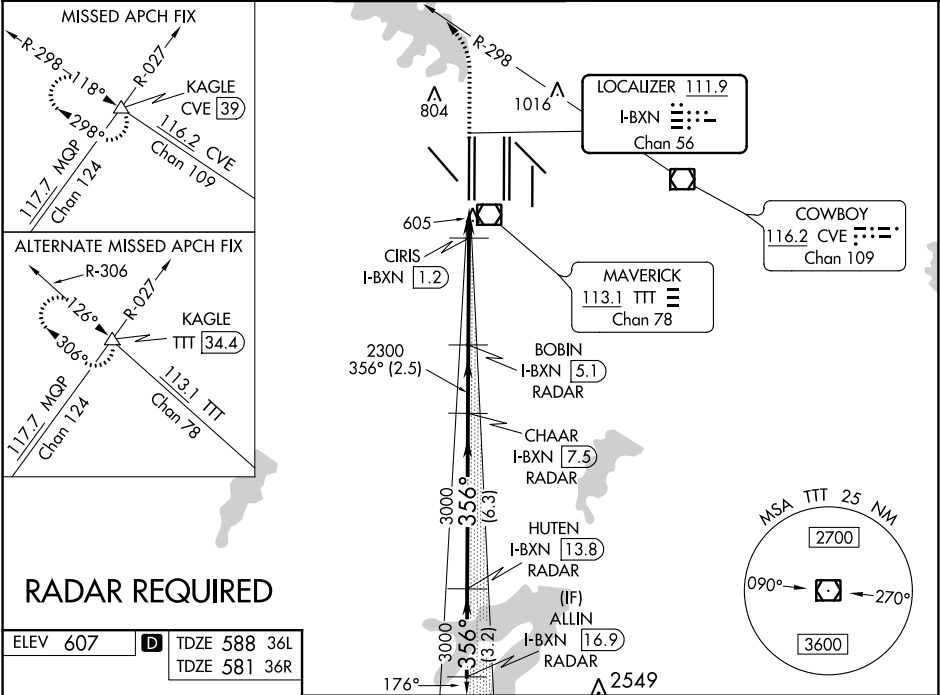 MISSED APCH FIX
R-298
118°
R-027
KAGLE
CVE 39
298°
116.2 CVE
Chan 109
117.7 MQP
Chan 124
ALTERNATE MISSED APCH FIX
R-306
126°
R-027
KAGLE
TTT 34.4
306°
113.1 TTT
Chan 78
117.7 MQP
Chan 124
R-298
804
1016
LOCALIZER 111.9
I-BXN
Chan 56
COWBOY
116.2 CVE
Chan 109
605
CIRIS
I-BXN 1.2
MAVERICK
113.1 TTT
Chan 78
2300
356° (2.5)
BOBIN
I-BXN 5.1
RADAR
CHAAR
I-BXN 7.5
RADAR
3000
356°
(6.3)
HUTEN
I-BXN 13.8
RADAR
(IF)
ALLIN
I-BXN 16.9
RADAR
3000
356°
(3.2)
176°
2549
MSA TTT 25 NM
2700
090°
270°
3600
RADAR REQUIRED
ELEV 607
D
TDZE 588 36L
TDZE 581 36R